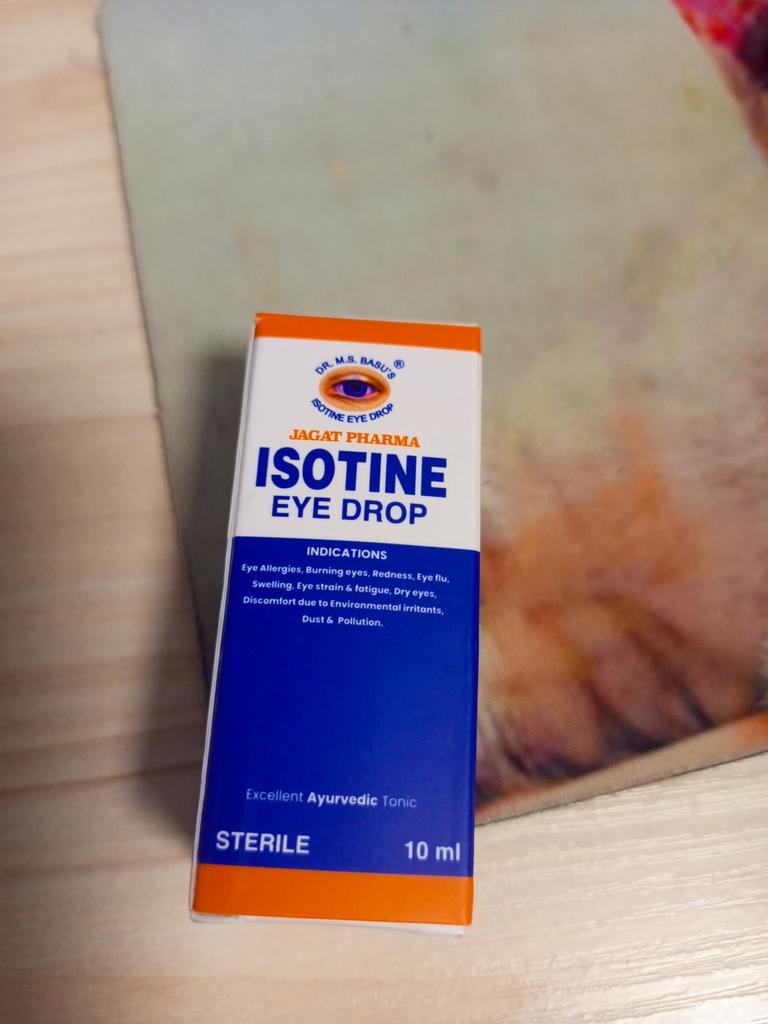 DR. M.S. BASU'S ®
ISOTINE EYE DROP
JAGAT PHARMA
ISOTINE
EYE DROP
INDICATIONS
Eye Allergies, Burning eyes, Redness, Eye flu,
Swelling, Eye strain & fatigue, Dry eyes,
Discomfort due to Environmental irritants,
Dust & Pollution.
Excellent Ayurvedic Tonic
STERILE 10 ml